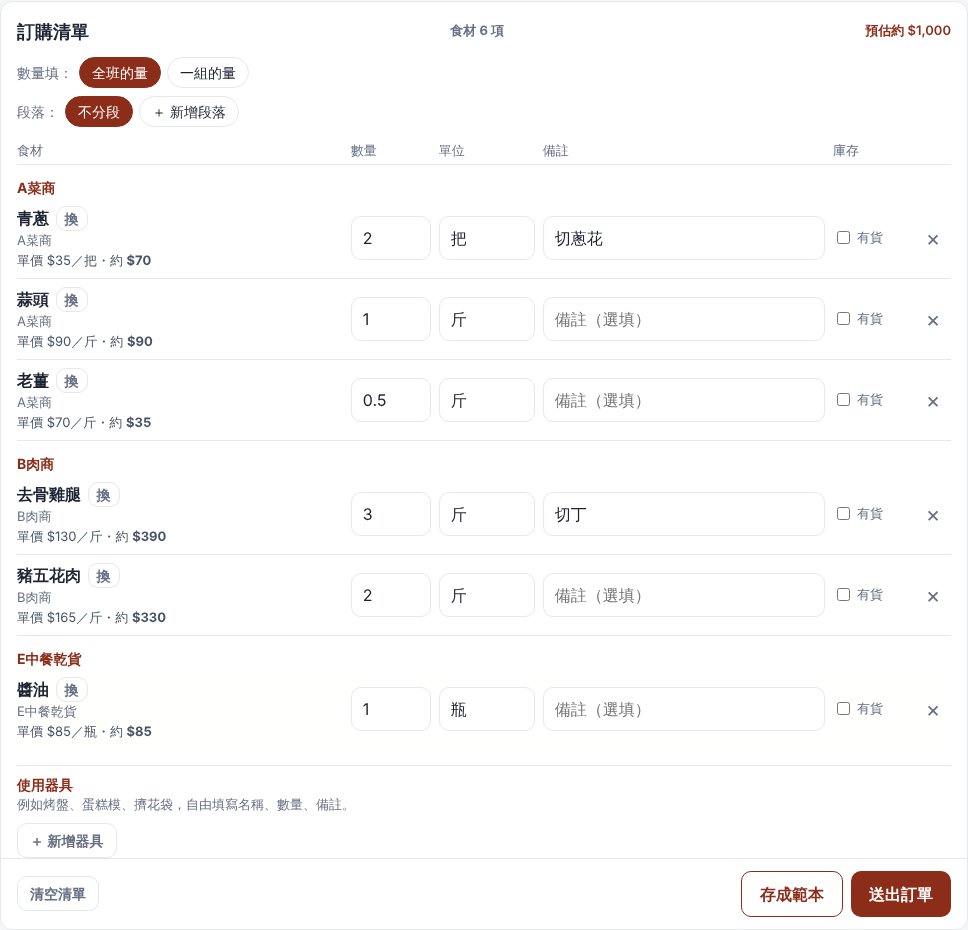 訂購清單 食材 6 項 預估約 $1,000
數量填： 全班的量 一組的量
段落： 不分段 ＋ 新增段落
食材 數量 單位 備註 庫存
A菜商
青蔥 換
A菜商
單價 $35／把・約 $70
2 把 切蔥花 有貨 ✕
蒜頭 換
A菜商
單價 $90／斤・約 $90
1 斤 備註（選填） 有貨 ✕
老薑 換
A菜商
單價 $70／斤・約 $35
0.5 斤 備註（選填） 有貨 ✕
B肉商
去骨雞腿 換
B肉商
單價 $130／斤・約 $390
3 斤 切丁 有貨 ✕
豬五花肉 換
B肉商
單價 $165／斤・約 $330
2 斤 備註（選填） 有貨 ✕
E中餐乾貨
醬油 換
E中餐乾貨
單價 $85／瓶・約 $85
1 瓶 備註（選填） 有貨 ✕
使用器具
例如烤盤、蛋糕模、擠花袋，自由填寫名稱、數量、備註。
＋ 新增器具
清空清單 存成範本 送出訂單